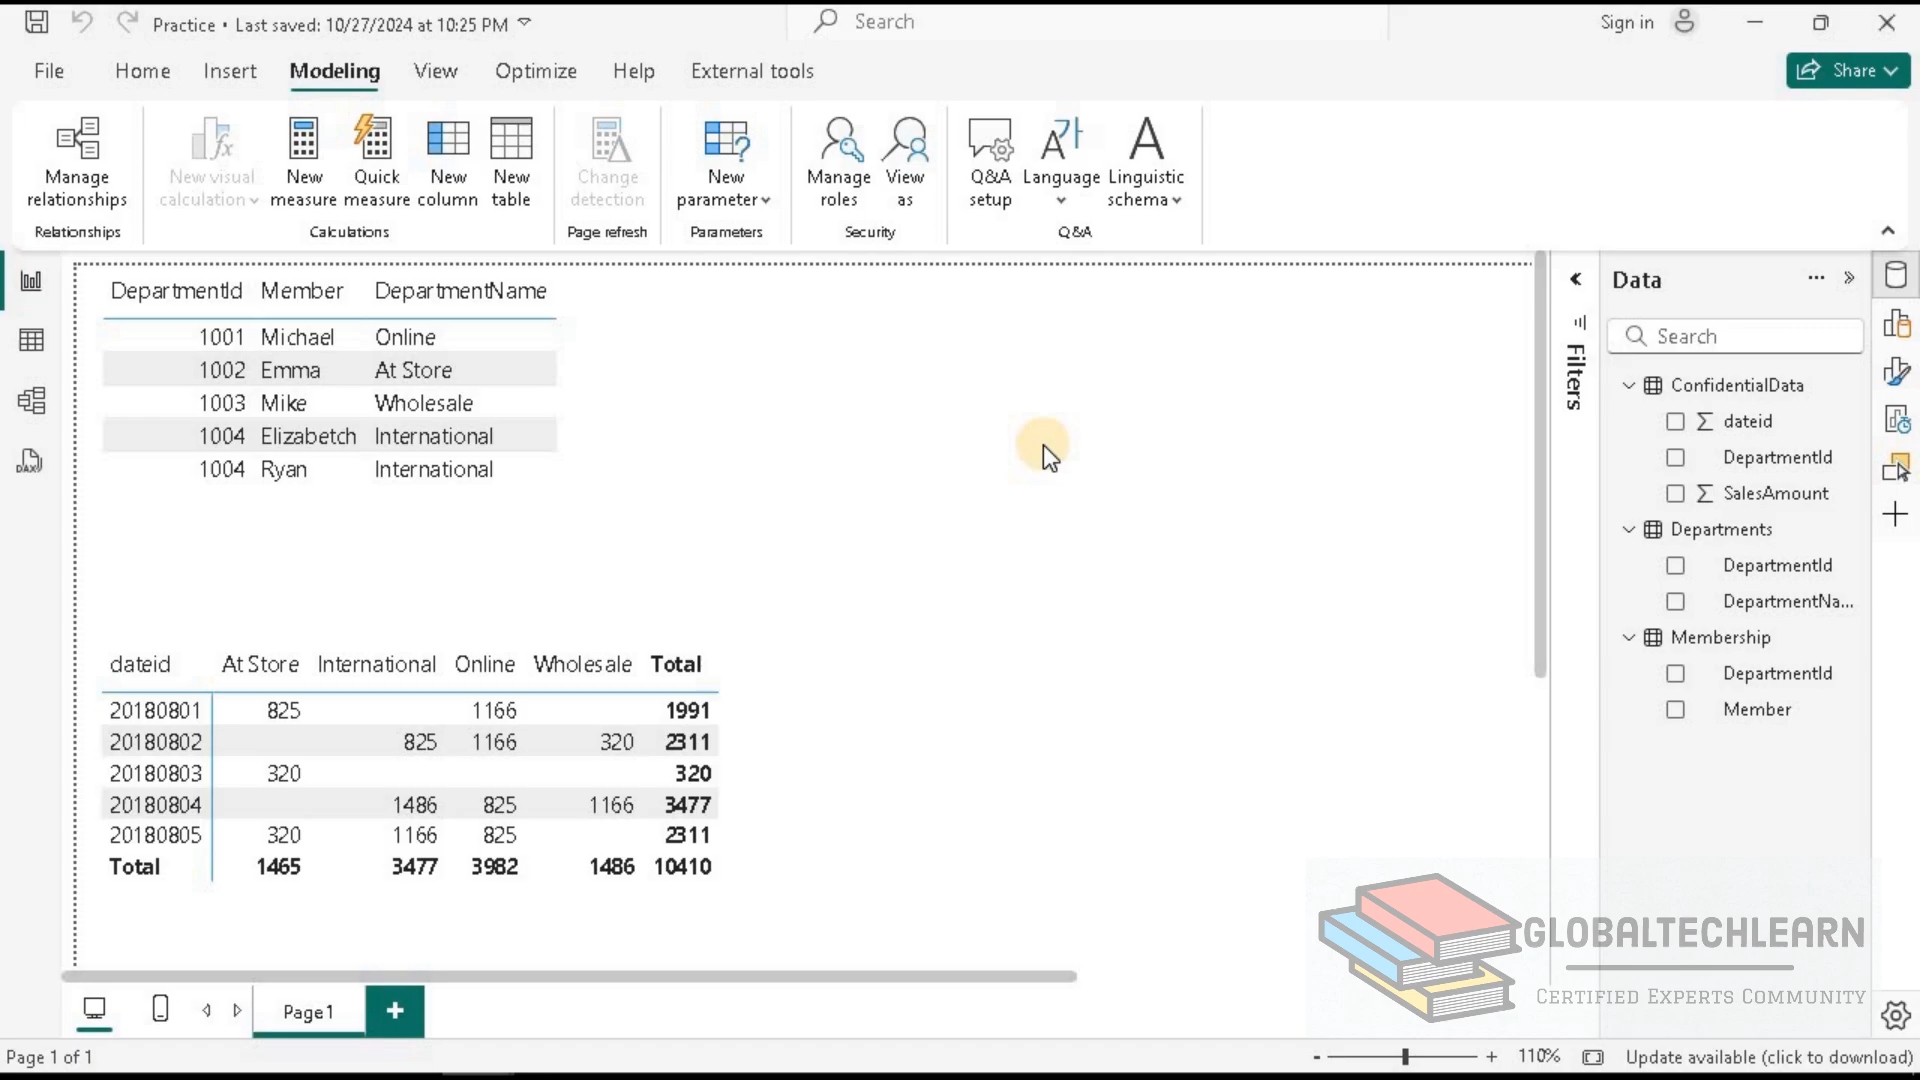 Practice • Last saved: 10/27/2024 at 10:25 PM
Search
Sign in
File Home Insert Modeling View Optimize Help External tools
Share
Manage relationships
New visual calculation
New measure
Quick measure
New column
New table
Change detection
New parameter
Manage roles
View as
Q&A setup
Language
Linguistic schema
Relationships
Calculations
Page refresh
Parameters
Security
Q&A
DepartmentId Member DepartmentName
1001 Michael Online
1002 Emma At Store
1003 Mike Wholesale
1004 Elizabetch International
1004 Ryan International
dateid At Store International Online Wholesale Total
20180801 825 1166 1991
20180802 825 1166 320 2311
20180803 320 320
20180804 1486 825 1166 3477
20180805 320 1166 825 2311
Total 1465 3477 3982 1486 10410
Filters
Data
Search
ConfidentialData
dateid
DepartmentId
SalesAmount
Departments
DepartmentId
DepartmentNa...
Membership
DepartmentId
Member
DAX
GLOBALTECHLEARN
CERTIFIED EXPERTS COMMUNITY
Page1
Page 1 of 1
- + 110%
Update available (click to download)